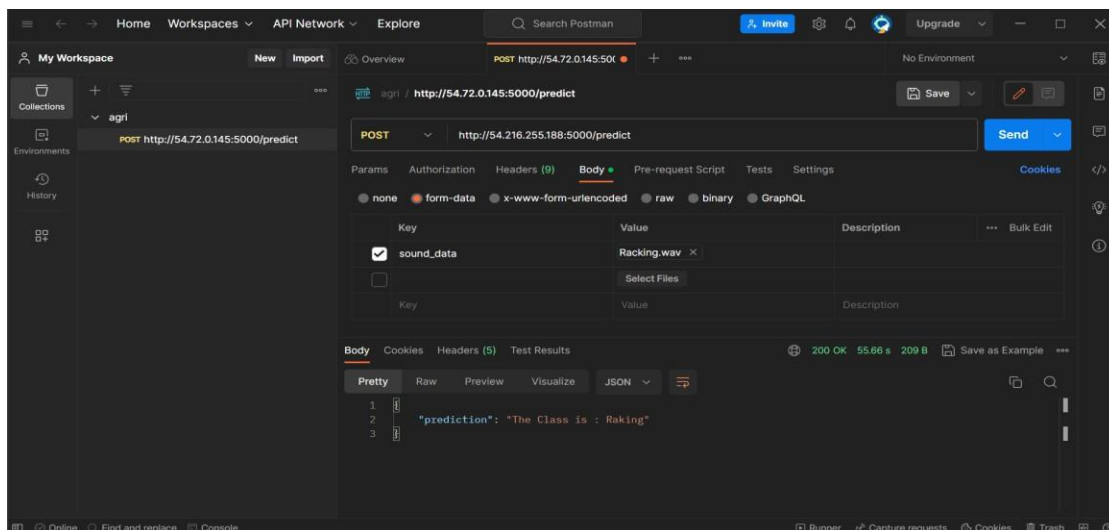 Home Workspaces API Network Explore Search Postman Invite Upgrade
My Workspace New Import Overview POST http://54.72.0.145:50( No Environment
Collections
agri
POST http://54.72.0.145:5000/predict
Environments
History
agri / http://54.72.0.145:5000/predict Save
POST http://54.216.255.188:5000/predict Send
Params Authorization Headers (9) Body Pre-request Script Tests Settings Cookies
none form-data x-www-form-urlencoded raw binary GraphQL
Key Value Description Bulk Edit
sound_data Racking.wav
Select Files
Key Value Description
Body Cookies Headers (5) Test Results 200 OK 55.66 s 209 B Save as Example
Pretty Raw Preview Visualize JSON
1 {
2 "prediction": "The Class is : Raking"
3 }
Online Find and replace Console Runner Capture requests Cookies Trash